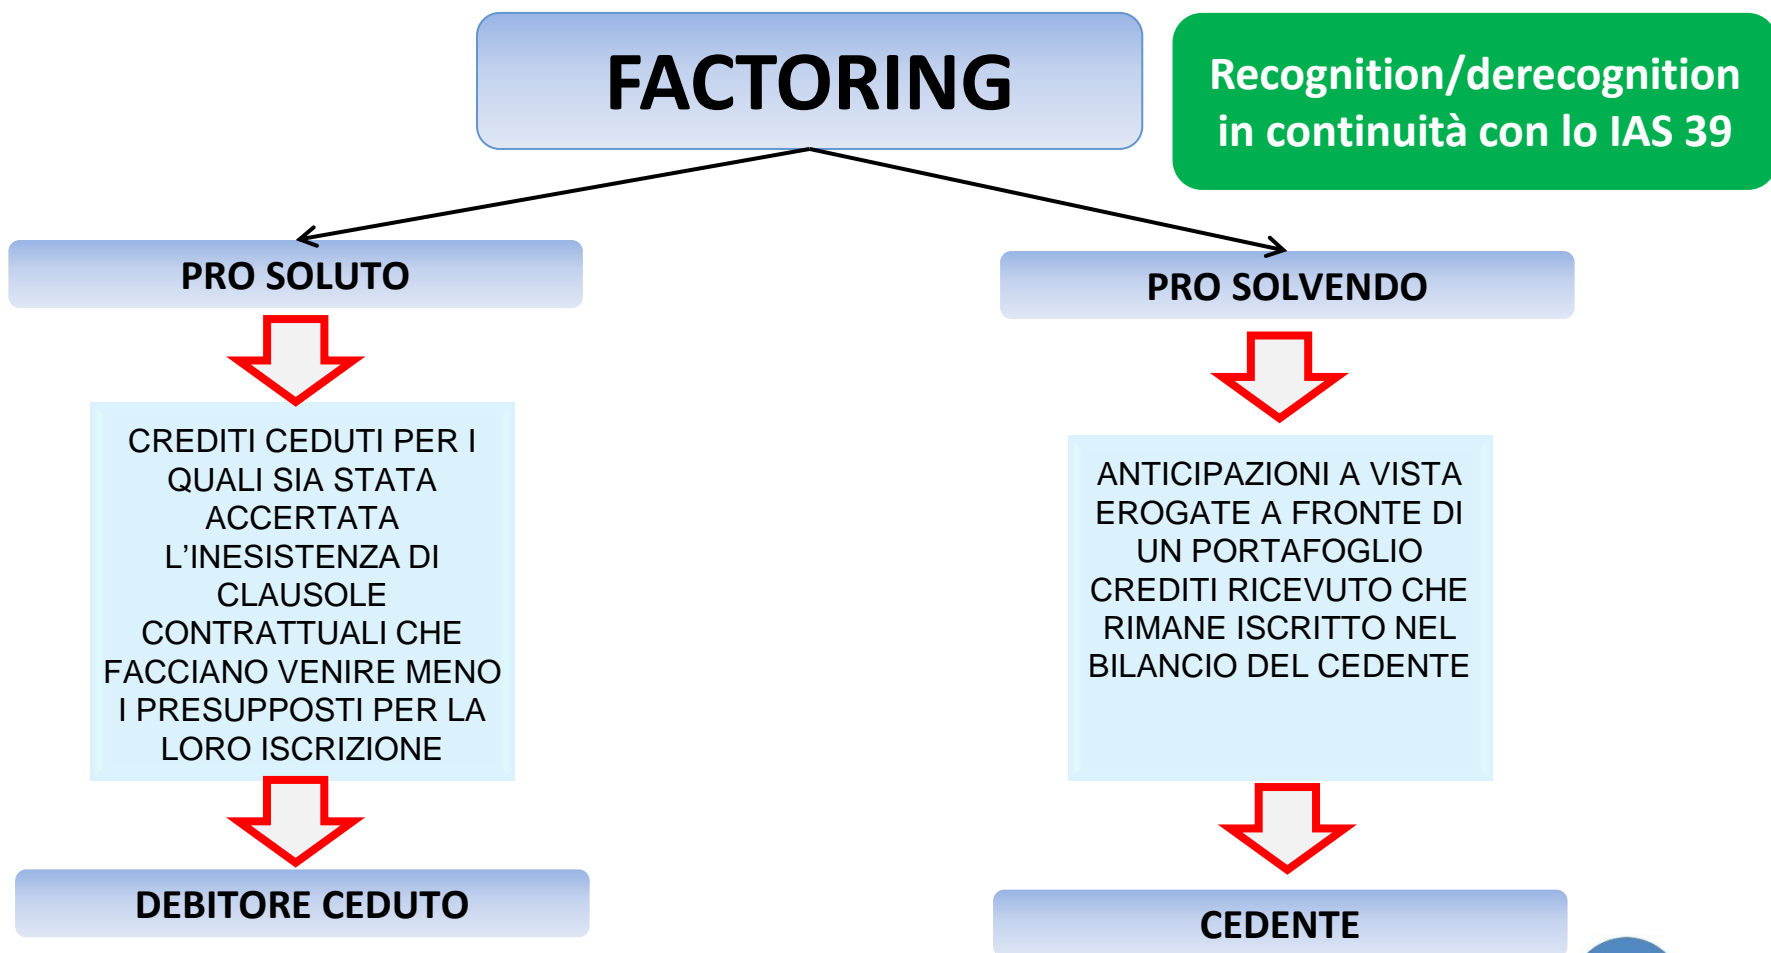 FACTORING
Recognition/derecognition
in continuità con lo IAS 39
PRO SOLUTO
PRO SOLVENDO
CREDITI CEDUTI PER I
QUALI SIA STATA
ACCERTATA
L’INESISTENZA DI
CLAUSOLE
CONTRATTUALI CHE
FACCIANO VENIRE MENO
I PRESUPPOSTI PER LA
LORO ISCRIZIONE
ANTICIPAZIONI A VISTA
EROGATE A FRONTE DI
UN PORTAFOGLIO
CREDITI RICEVUTO CHE
RIMANE ISCRITTO NEL
BILANCIO DEL CEDENTE
DEBITORE CEDUTO
CEDENTE